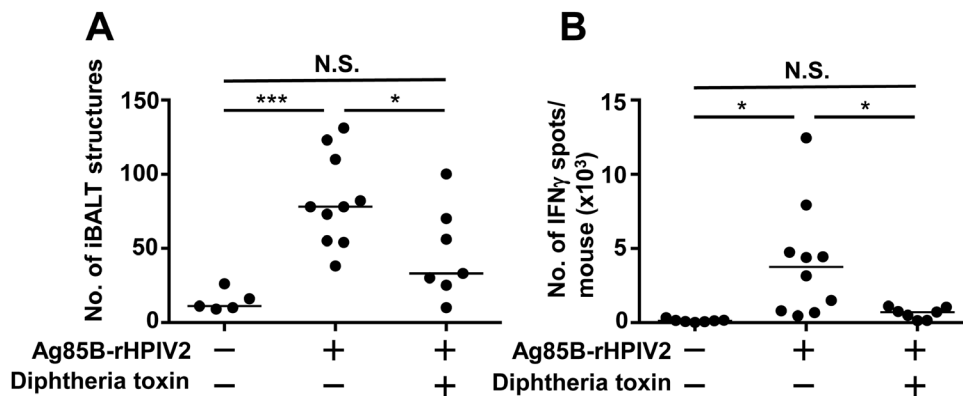 A
N.S.
***
*
No. of iBALT structures
150
100
50
0
Ag85B-rHPIV2 — + +
Diphtheria toxin — — +
B
N.S.
*
*
No. of IFNγ spots/
mouse (x10³)
15
10
5
0
Ag85B-rHPIV2 — + +
Diphtheria toxin — — +